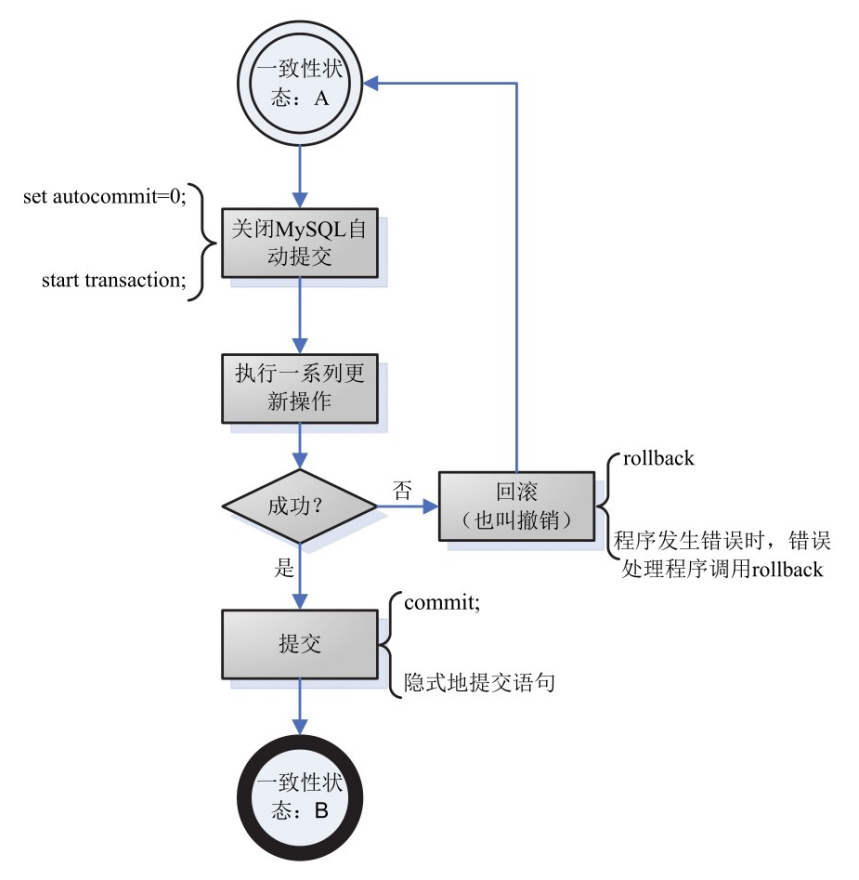 一致性状
态：A
set autocommit=0;
关闭MySQL自
动提交
start transaction;
执行一系列更
新操作
成功？
否
回滚
（也叫撤销）
rollback
程序发生错误时，错误
处理程序调用rollback
是
提交
commit;
隐式地提交语句
一致性状
态：B